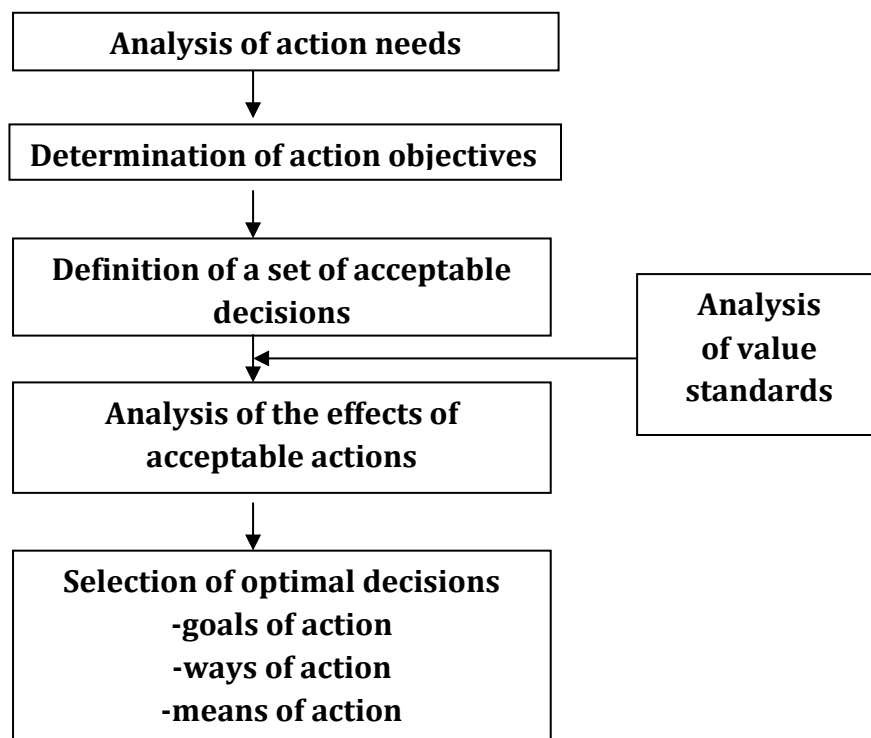 Analysis of action needs
Determination of action objectives
Definition of a set of acceptable
decisions
Analysis
of value
standards
Analysis of the effects of
acceptable actions
Selection of optimal decisions
-goals of action
-ways of action
-means of action